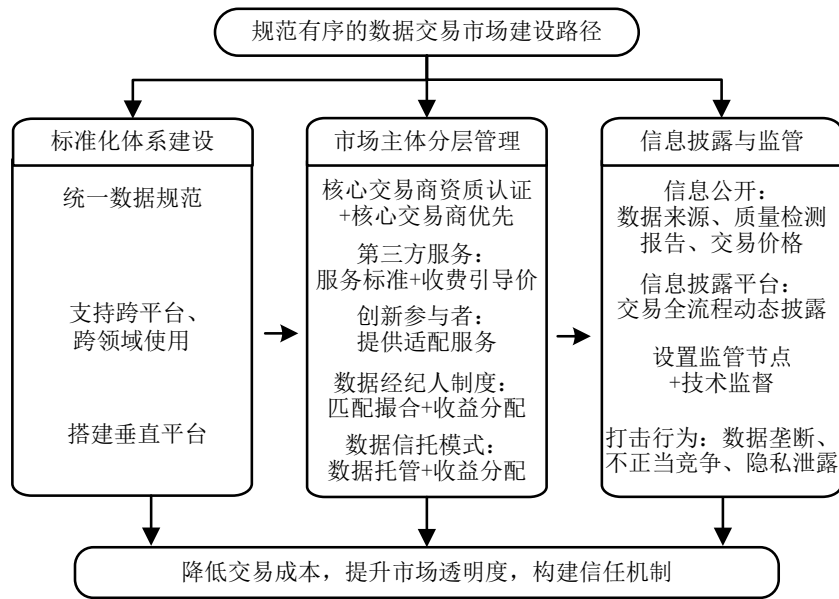 规范有序的数据交易市场建设路径
标准化体系建设
统一数据规范
支持跨平台、
跨领域使用
搭建垂直平台
市场主体分层管理
核心交易商资质认证
+核心交易商优先
第三方服务：
服务标准+收费引导价
创新参与者：
提供适配服务
数据经纪人制度：
匹配撮合+收益分配
数据信托模式：
数据托管+收益分配
信息披露与监管
信息公开：
数据来源、质量检测
报告、交易价格
信息披露平台：
交易全流程动态披露
设置监管节点
+技术监督
打击行为：数据垄断、
不正当竞争、隐私泄露
降低交易成本，提升市场透明度，构建信任机制